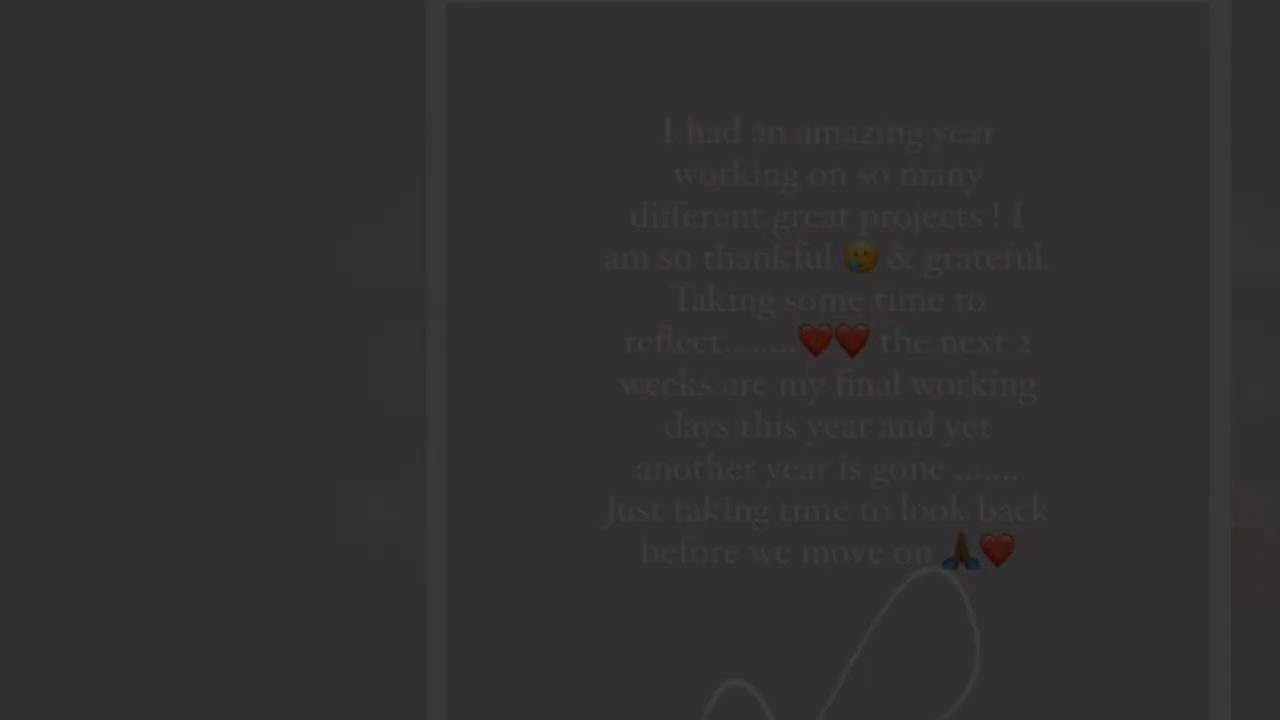 I had an amazing year
working on so many
different great projects ! I
am so thankful 🥲 & grateful.
Taking some time to
reflect........❤️❤️ the next 2
weeks are my final working
days this year and yet
another year is gone .......
Just taking time to look back
before we move on 🙏🏾❤️